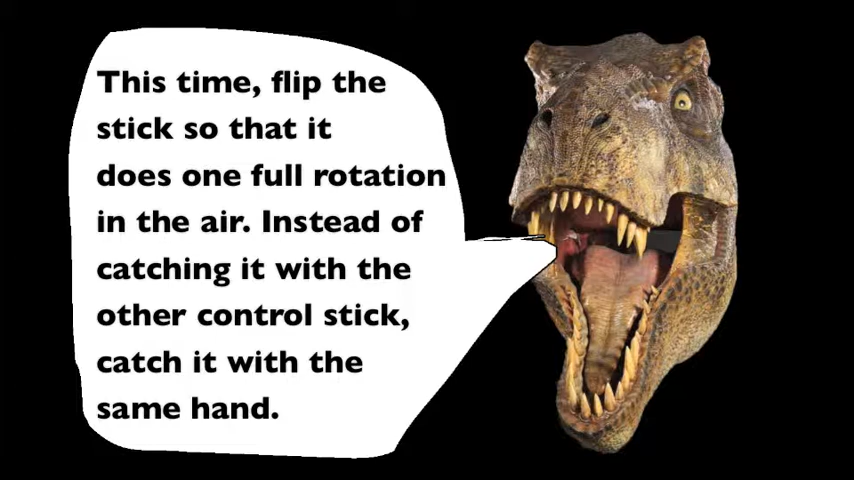 This time, flip the
stick so that it
does one full rotation
in the air. Instead of
catching it with the
other control stick,
catch it with the
same hand.